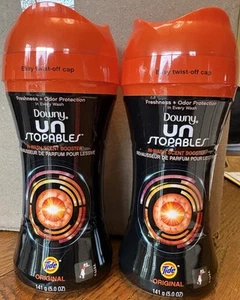 Easy twist-off cap
Freshness + Odor Protection
in Every Wash
Downy
UN
STOPABLES
IN-WASH SCENT BOOSTER
REHAUSSEUR DE PARFUM POUR LESSIVE
Tide
ORIGINAL
141 g (5.0 OZ)
Easy twist-off cap
Freshness + Odor Protection
in Every Wash
Downy
UN
STOPABLES
IN-WASH SCENT BOOSTER
REHAUSSEUR DE PARFUM POUR
Tide
ORIGINAL
141 g (5.0 OZ)